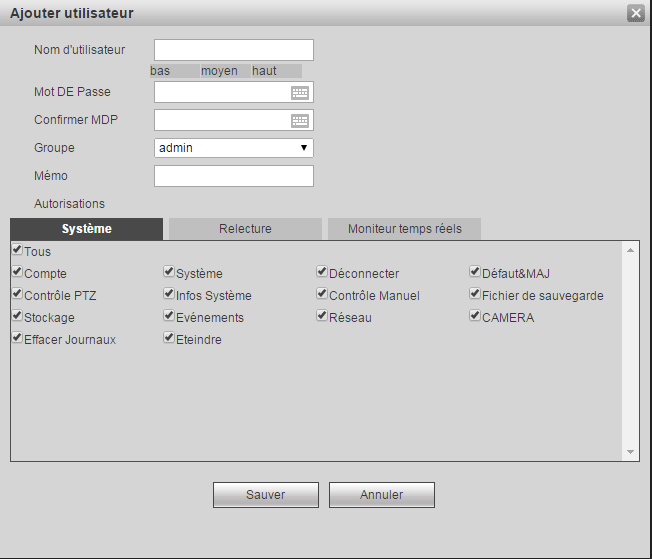 Ajouter utilisateur
Nom d'utilisateur
bas moyen haut
Mot DE Passe
Confirmer MDP
Groupe admin
Mémo
Autorisations
Système Relecture Moniteur temps réels
Tous
Compte Système Déconnecter Défaut&MAJ
Contrôle PTZ Infos Système Contrôle Manuel Fichier de sauvegarde
Stockage Evénements Réseau CAMERA
Effacer Journaux Eteindre
Sauver Annuler